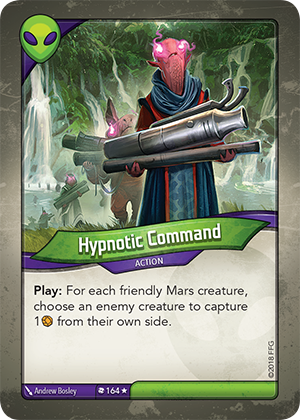 Hypnotic Command
ACTION
Play: For each friendly Mars creature,
choose an enemy creature to capture
1 from their own side.
©2018 FFG
Andrew Bosley
164